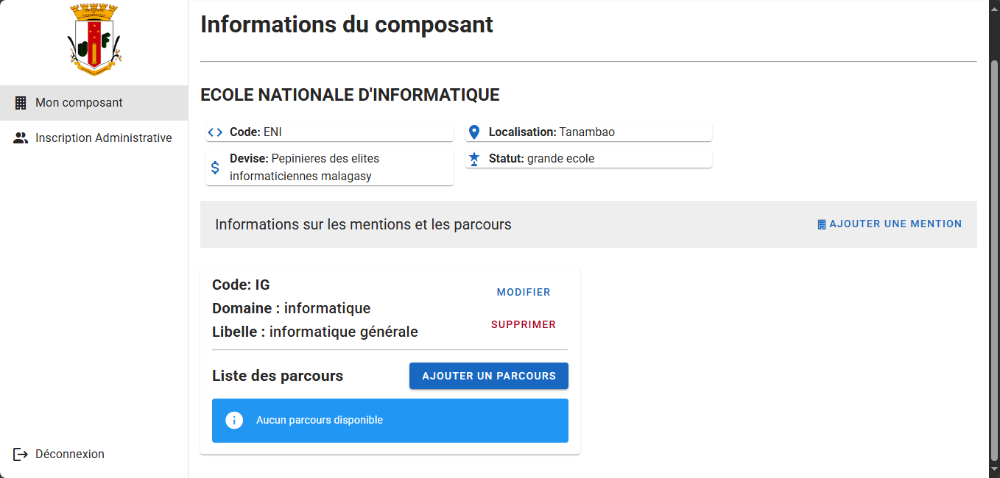 Informations du composant
Mon composant
Inscription Administrative
Déconnexion
ECOLE NATIONALE D'INFORMATIQUE
Code: ENI
Localisation: Tanambao
Devise: Pepinieres des elites
informaticiennes malagasy
Statut: grande ecole
Informations sur les mentions et les parcours
AJOUTER UNE MENTION
Code: IG
Domaine : informatique
Libelle : informatique générale
MODIFIER
SUPPRIMER
Liste des parcours
AJOUTER UN PARCOURS
Aucun parcours disponible